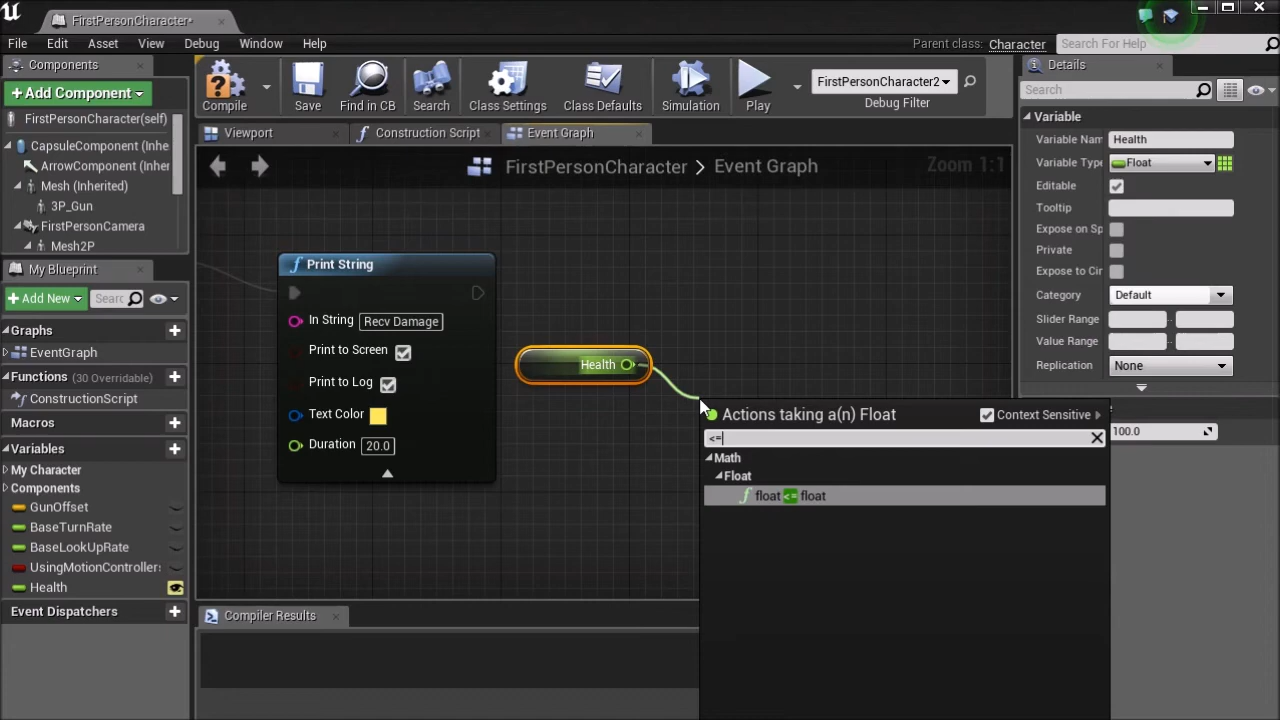 FirstPersonCharacter*
File Edit Asset View Debug Window Help
Parent class: Character Search For Help
Components
+ Add Component
FirstPersonCharacter(self)
CapsuleComponent (Inhe
ArrowComponent (Inher
Mesh (Inherited)
3P_Gun
FirstPersonCamera
Mesh2P
My Blueprint
+ Add New Searc
Graphs
EventGraph
Functions (30 Overridable)
ConstructionScript
Macros
Variables
My Character
Components
GunOffset
BaseTurnRate
BaseLookUpRate
UsingMotionControllers
Health
Event Dispatchers
Compile Save Find in CB Search Class Settings Class Defaults Simulation Play
FirstPersonCharacter2
Debug Filter
Viewport Construction Script Event Graph
FirstPersonCharacter > Event Graph Zoom 1:1
Print String
In String Recv Damage
Print to Screen
Print to Log
Text Color
Duration 20.0
Health
Actions taking a(n) Float Context Sensitive
<=
Math
Float
float <= float
Compiler Results
Details
Search
Variable
Variable Name Health
Variable Type Float
Editable
Tooltip
Expose on Sp
Private
Expose to Cin
Category Default
Slider Range
Value Range
Replication None
100.0